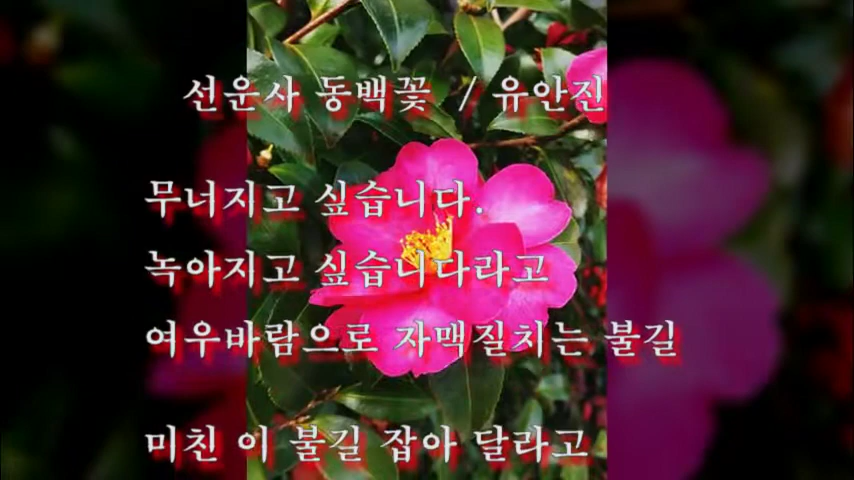 선운사 동백꽃 / 유안진
무너지고 싶습니다.
녹아지고 싶습니다라고
여우바람으로 자맥질치는 불길
미친 이 불길 잡아 달라고